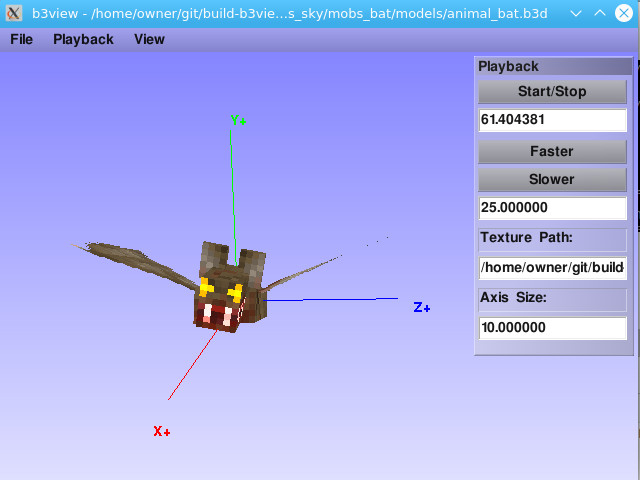 b3view - /home/owner/git/build-b3vie...s_sky/mobs_bat/models/animal_bat.b3d
File Playback View
Playback
Start/Stop
61.404381
Faster
Slower
25.000000
Texture Path:
/home/owner/git/build-
Axis Size:
10.000000
Y+
Z+
X+